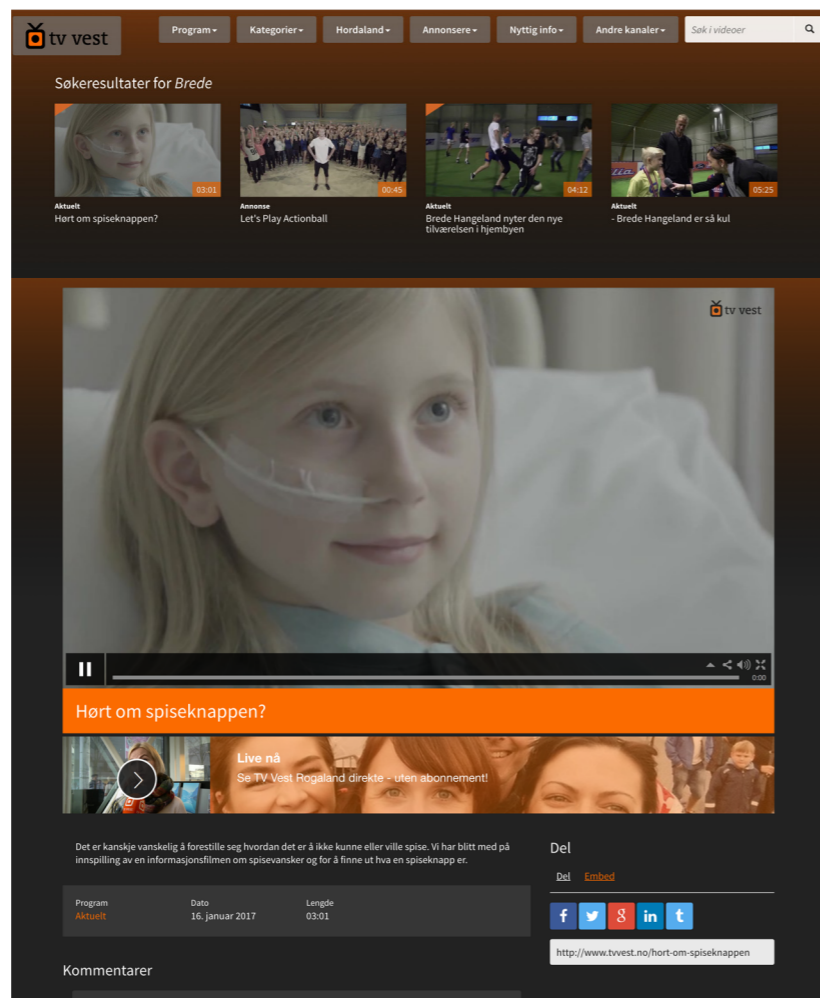 tv vest
Program
Kategorier
Hordaland
Annonsere
Nyttig info
Andre kanaler
Søk i videoer
Søkeresultater for Brede
03:01
00:45
04:12
05:25
Aktuelt
Hørt om spiseknappen?
Annonse
Let's Play Actionball
Aktuelt
Brede Hangeland nyter den nye
tilværelsen i hjembyen
Aktuelt
- Brede Hangeland er så kul
tv vest
0:00
Hørt om spiseknappen?
Live nå
Se TV Vest Rogaland direkte - uten abonnement!
Det er kanskje vanskelig å forestille seg hvordan det er å ikke kunne eller ville spise. Vi har blitt med på
innspilling av en informasjonsfilmen om spisevansker og for å finne ut hva en spiseknapp er.
Program
Aktuelt
Dato
16. januar 2017
Lengde
03:01
Del
Del Embed
http://www.tvvest.no/hort-om-spiseknappen
Kommentarer